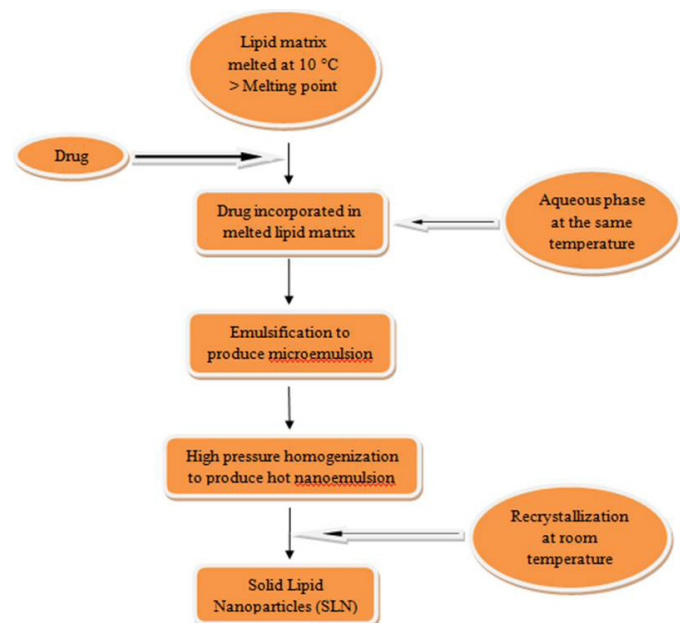 Lipid matrix
melted at 10 °C
> Melting point
Drug
Drug incorporated in
melted lipid matrix
Aqueous phase
at the same
temperature
Emulsification to
produce microemulsion
High pressure homogenization
to produce hot nanoemulsion
Recrystallization
at room
temperature
Solid Lipid
Nanoparticles (SLN)